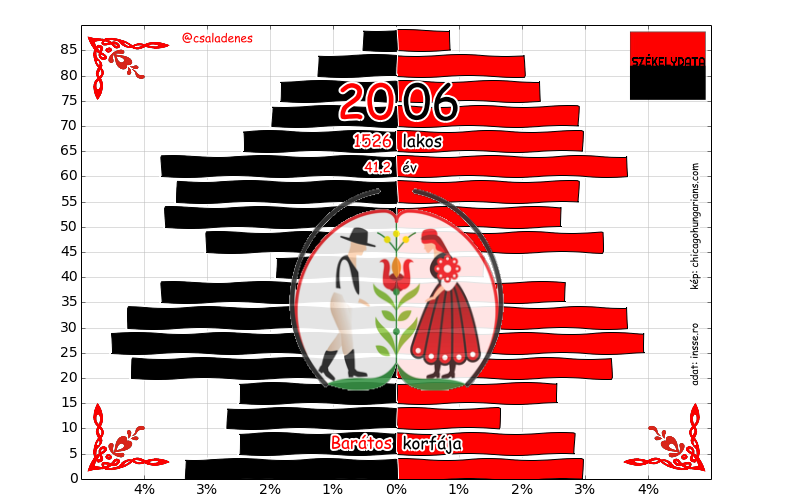 @csaladenes
SZÉKELYDATA
2006
1526 lakos
41,2 év
kép: chicagohungarians.com
adat: insse.ro
Barátos korfája
85
80
75
70
65
60
55
50
45
40
35
30
25
20
15
10
5
0
4% 3% 2% 1% 0% 1% 2% 3% 4%